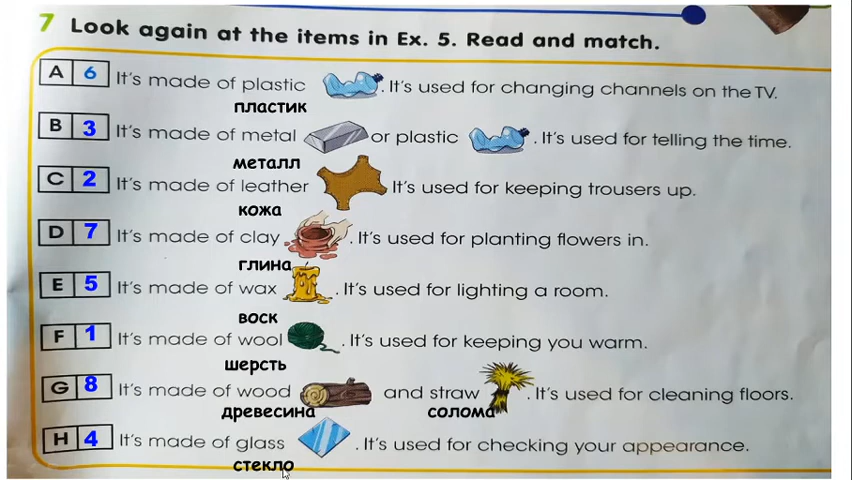 7 Look again at the items in Ex. 5. Read and match.
A 6 It's made of plastic . It's used for changing channels on the TV.
пластик
B 3 It's made of metal or plastic . It's used for telling the time.
металл
C 2 It's made of leather It's used for keeping trousers up.
кожа
D 7 It's made of clay . It's used for planting flowers in.
глина
E 5 It's made of wax . It's used for lighting a room.
воск
F 1 It's made of wool . It's used for keeping you warm.
шерсть
G 8 It's made of wood and straw . It's used for cleaning floors.
древесина солома
H 4 It's made of glass . It's used for checking your appearance.
стекло